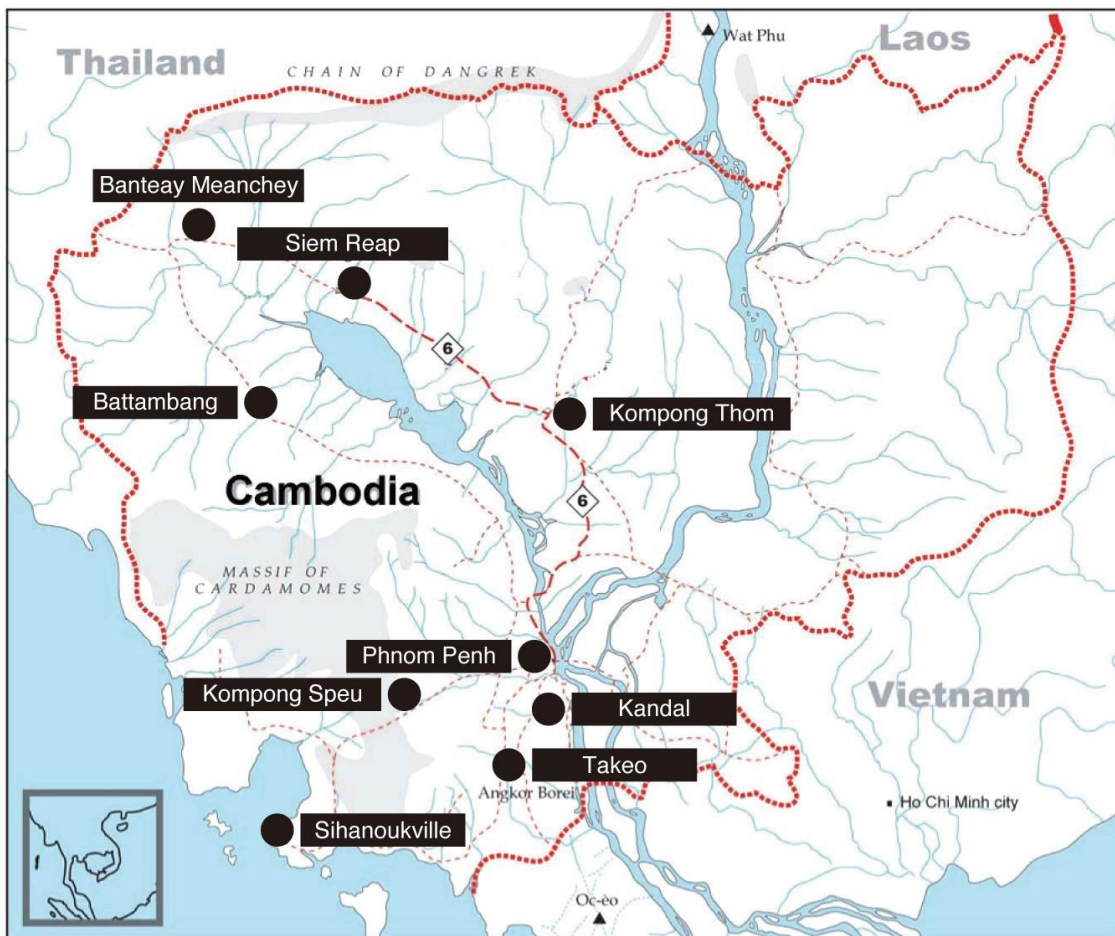 Thailand
Laos
Wat Phu
CHAIN OF DANGREK
Banteay Meanchey
Siem Reap
6
Battambang
Kompong Thom
Cambodia
6
MASSIF OF
CARDAMOMES
Phnom Penh
Kompong Speu
Kandal
Vietnam
Takeo
Angkor Borei
Ho Chi Minh city
Sihanoukville
Oc-èo